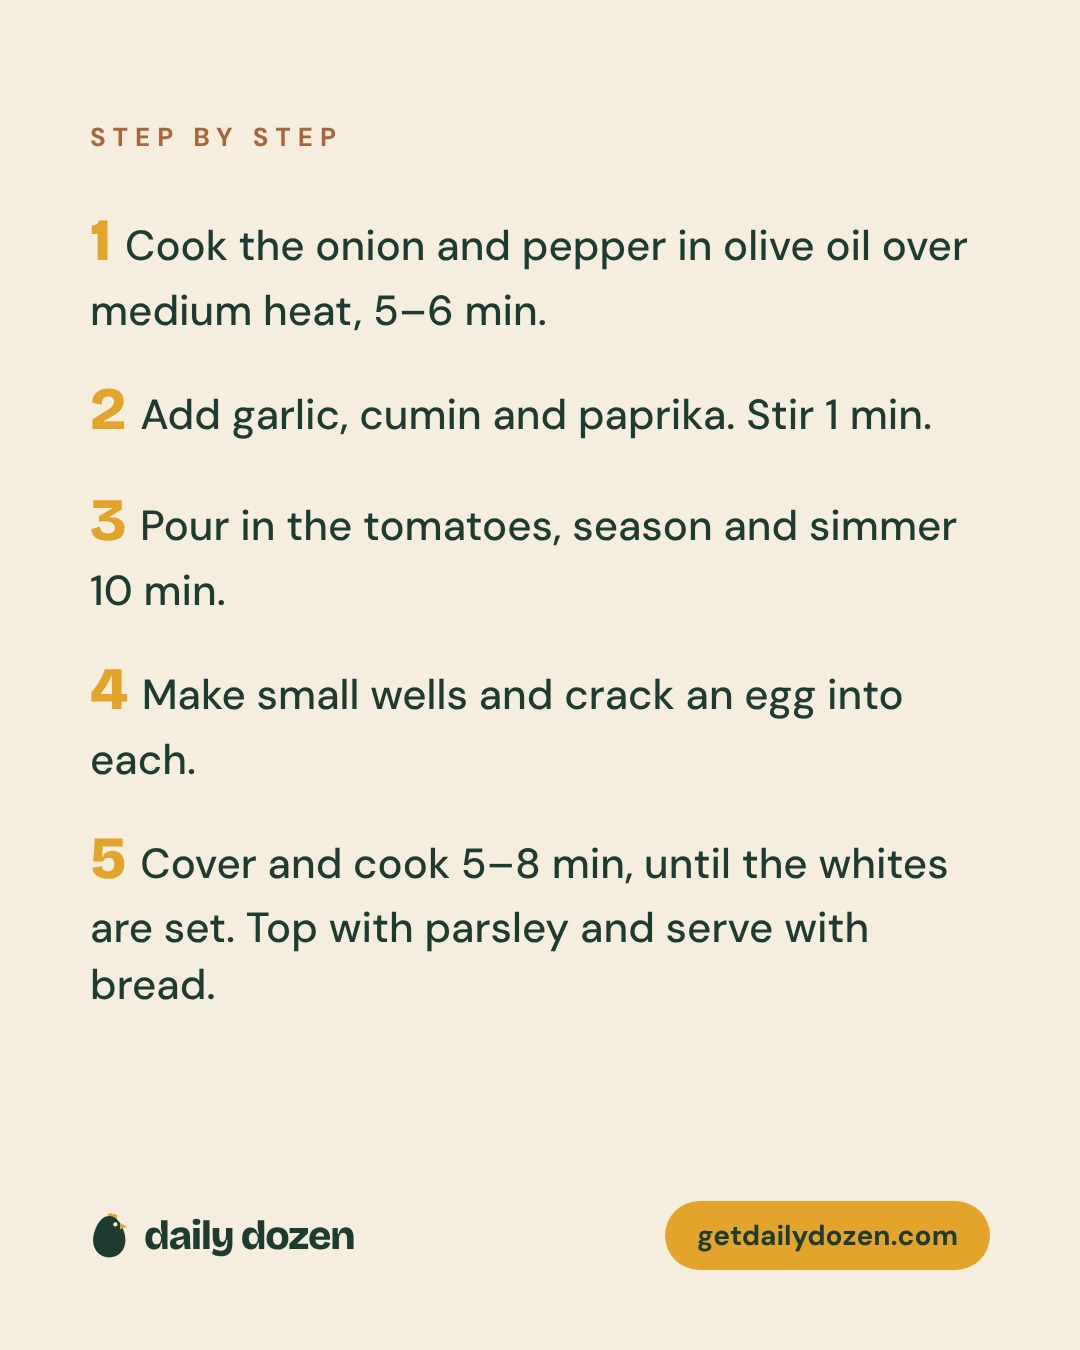 STEP BY STEP
1 Cook the onion and pepper in olive oil over
medium heat, 5–6 min.
2 Add garlic, cumin and paprika. Stir 1 min.
3 Pour in the tomatoes, season and simmer
10 min.
4 Make small wells and crack an egg into
each.
5 Cover and cook 5–8 min, until the whites
are set. Top with parsley and serve with
bread.
daily dozen
getdailydozen.com